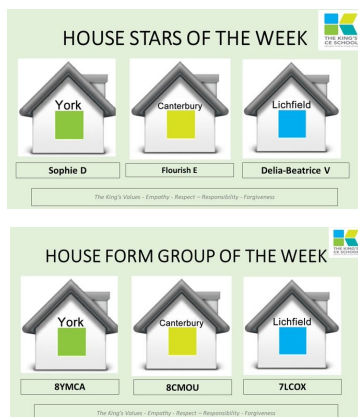 HOUSE STARS OF THE WEEK
THE KING'S
CE SCHOOL
York
Canterbury
Lichfield
Sophie D
Flourish E
Delia-Beatrice V
The King's Values - Empathy - Respect – Responsibility - Forgiveness
HOUSE FORM GROUP OF THE WEEK
THE KING'S
CE SCHOOL
York
Canterbury
Lichfield
8YMCA
8CMOU
7LCOX
The King's Values - Empathy - Respect – Responsibility - Forgiveness